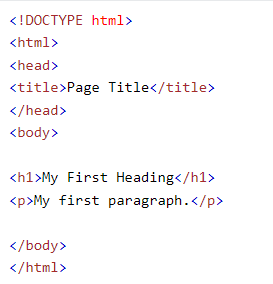 <!DOCTYPE html>
<html>
<head>
<title>Page Title</title>
</head>
<body>
<h1>My First Heading</h1>
<p>My first paragraph.</p>
</body>
</html>